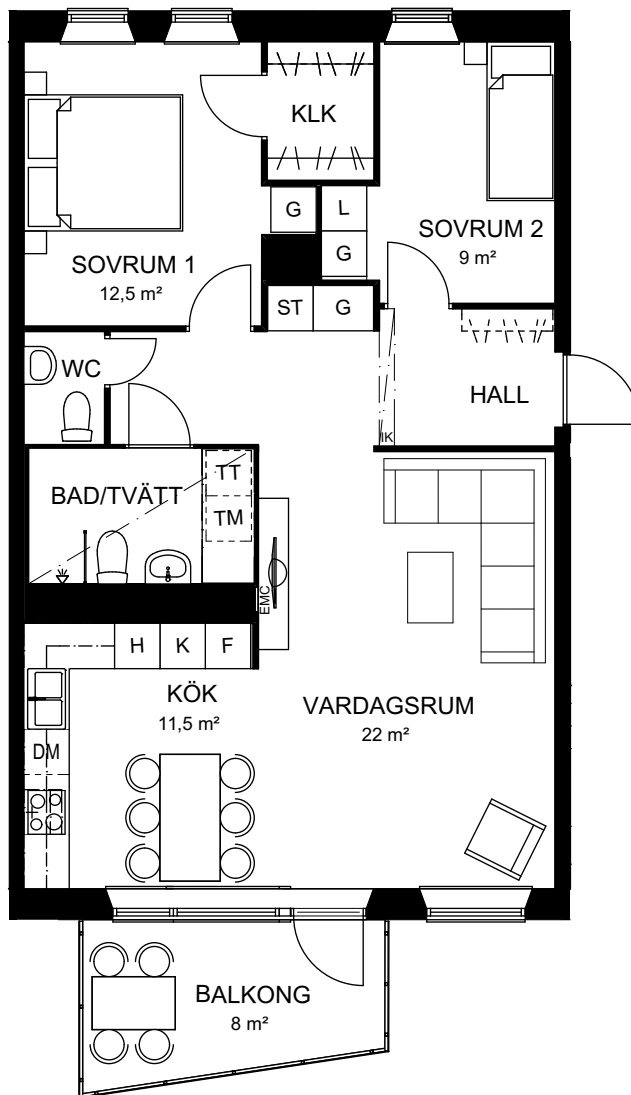 KLK
G
L
G
SOVRUM 2
9 m²
SOVRUM 1
12,5 m²
ST
G
WC
HALL
IK
BAD/TVÄTT
TT
TM
EMC
H
K
F
KÖK
11,5 m²
VARDAGSRUM
22 m²
DM
BALKONG
8 m²